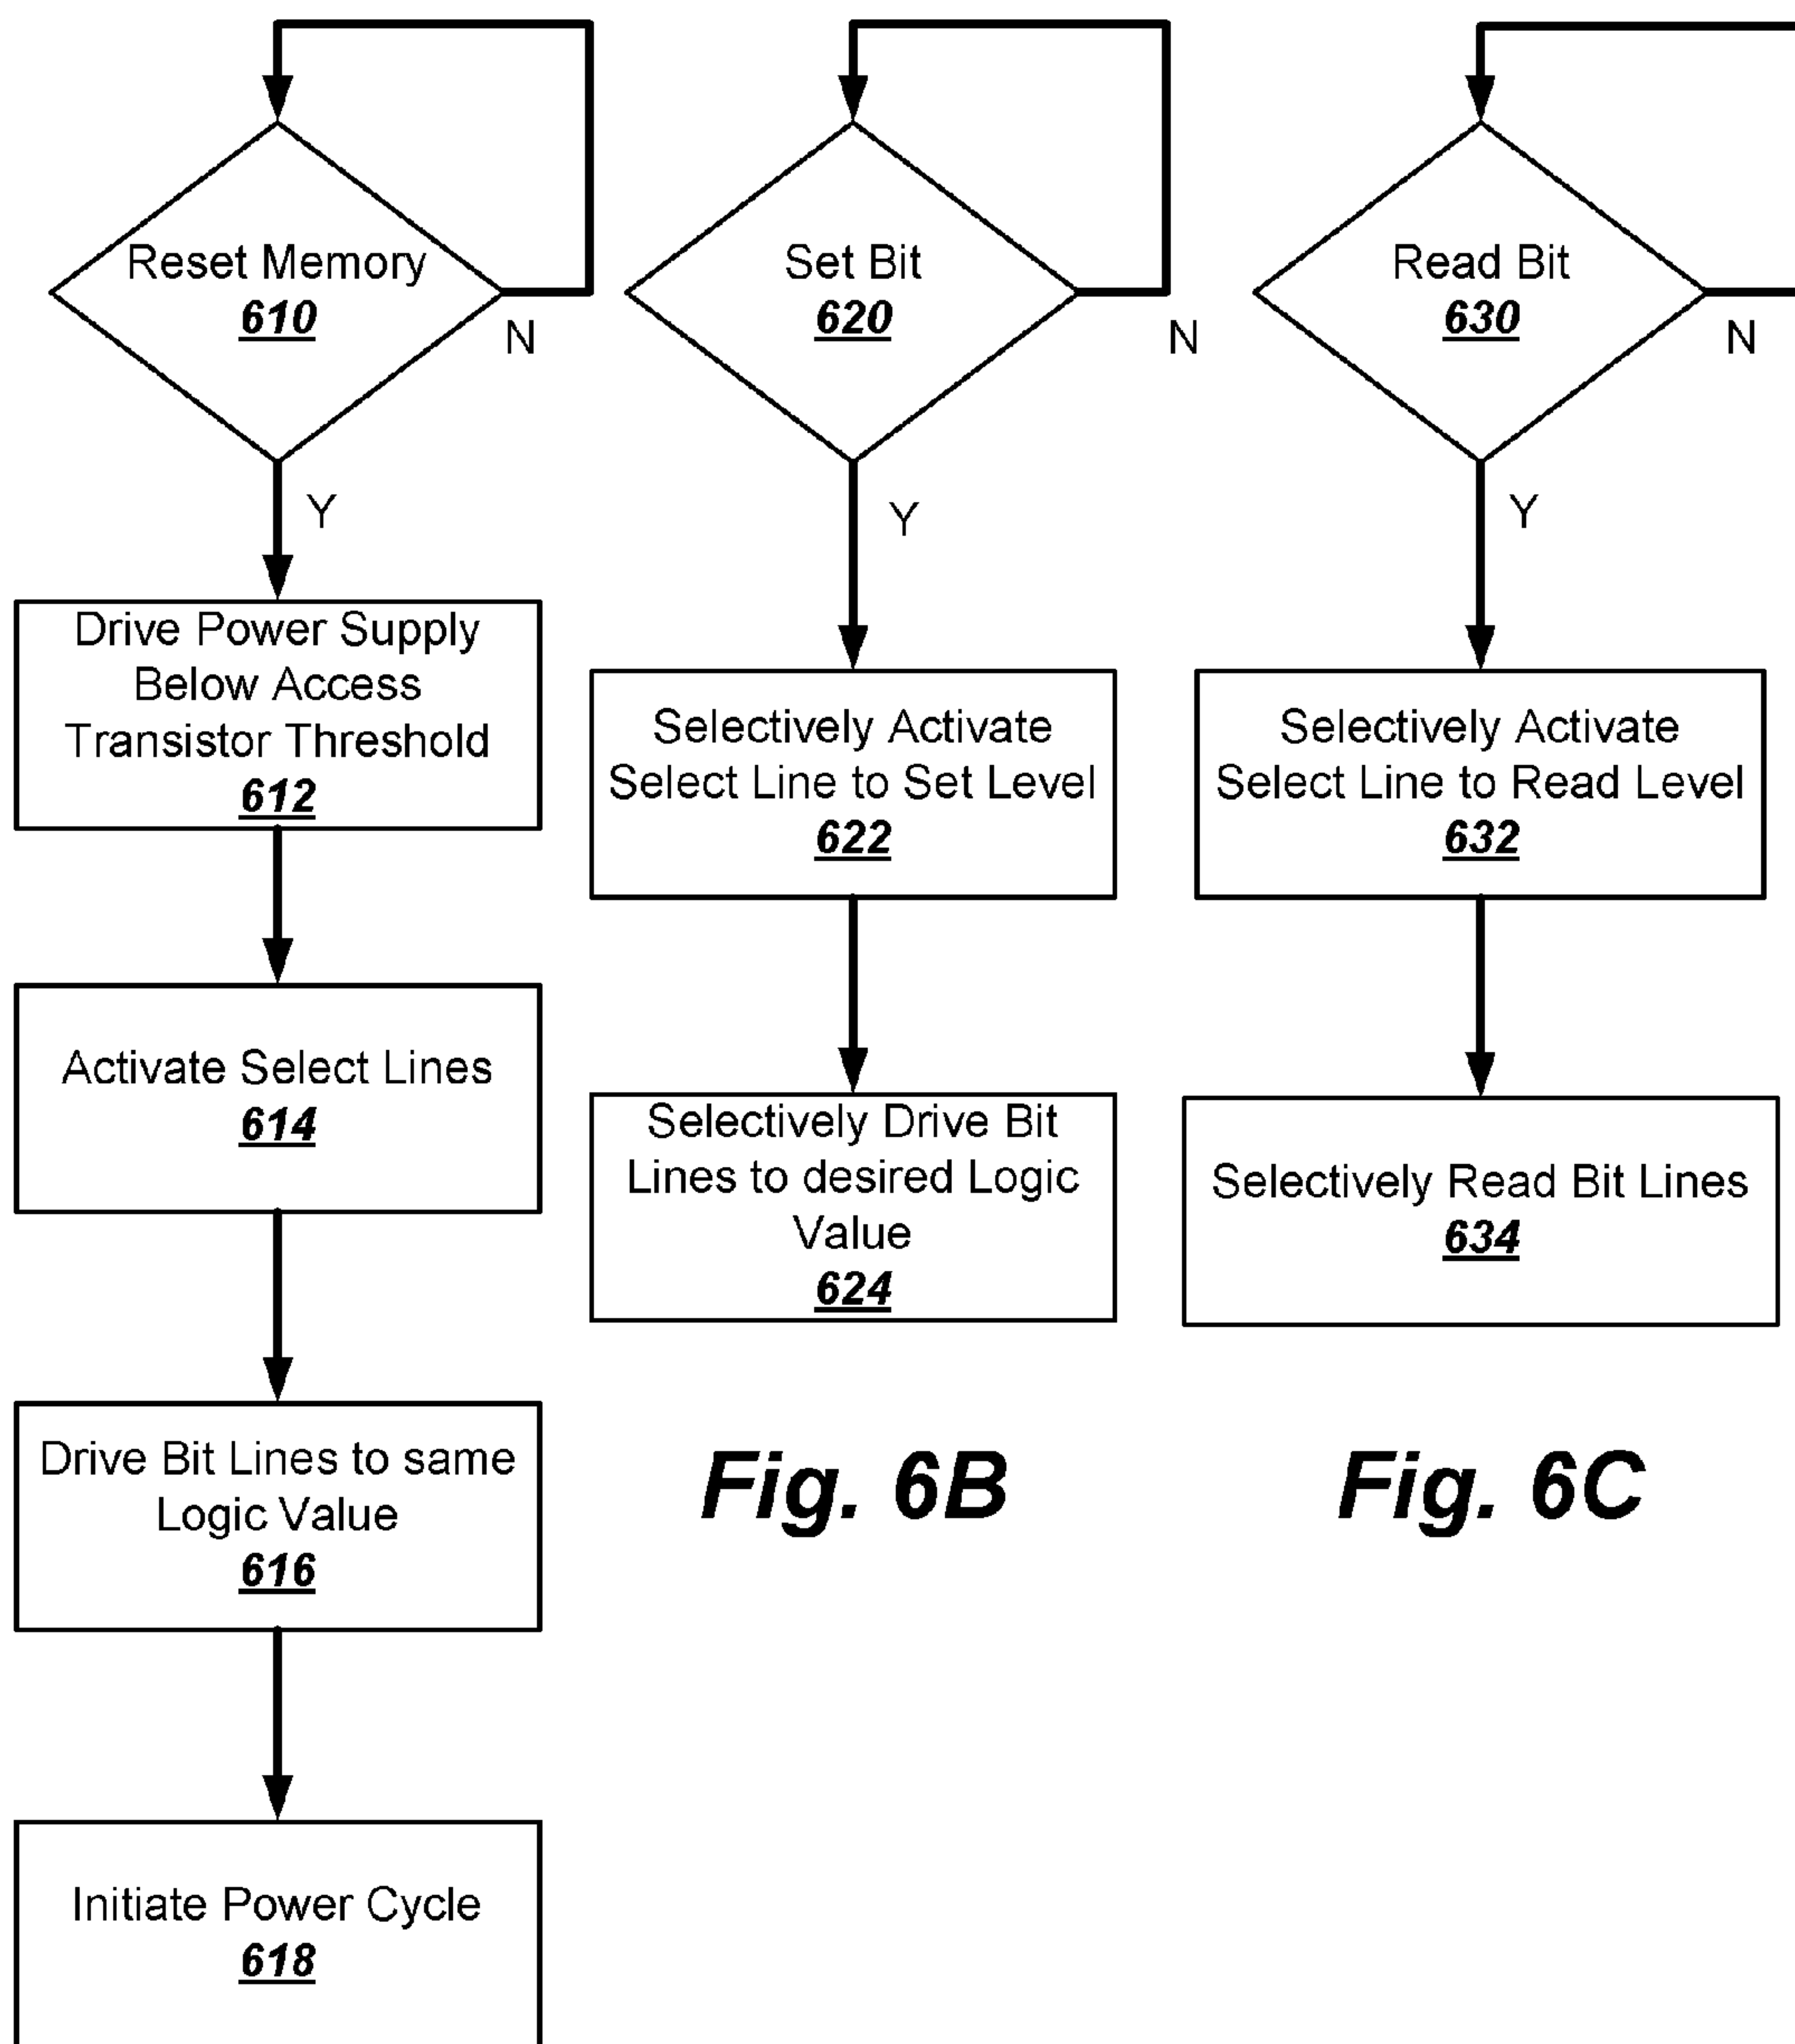 Reset Memory
610
N
Y
Drive Power Supply
Below Access
Transistor Threshold
612
Activate Select Lines
614
Drive Bit Lines to same
Logic Value
616
Initiate Power Cycle
618
Set Bit
620
N
Y
Selectively Activate
Select Line to Set Level
622
Selectively Drive Bit
Lines to desired Logic
Value
624
Fig. 6B
Read Bit
630
N
Y
Selectively Activate
Select Line to Read Level
632
Selectively Read Bit Lines
634
Fig. 6C